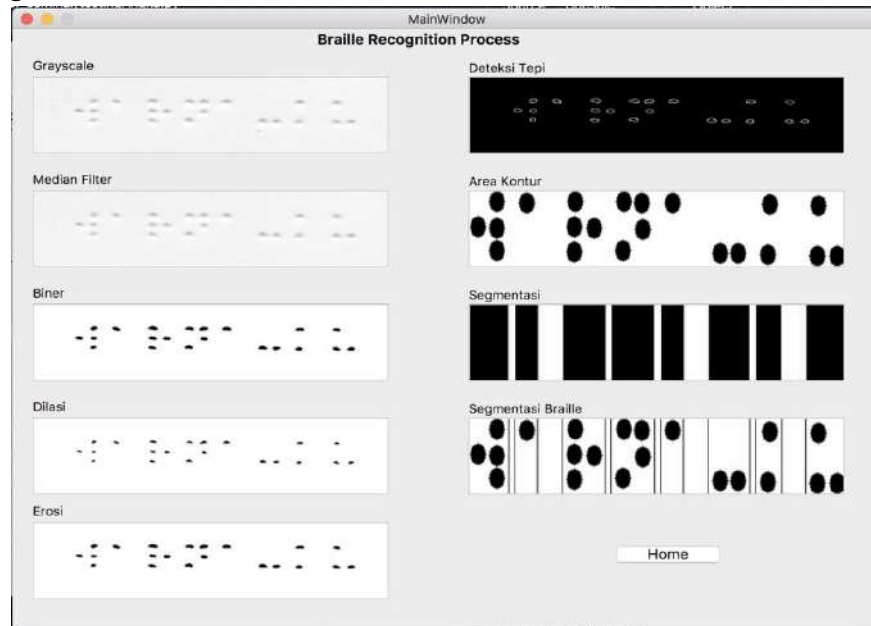 MainWindow
Braille Recognition Process
Grayscale
Median Filter
Biner
Dilasi
Erosi
Deteksi Tepi
Area Kontur
Segmentasi
Segmentasi Braille
Home